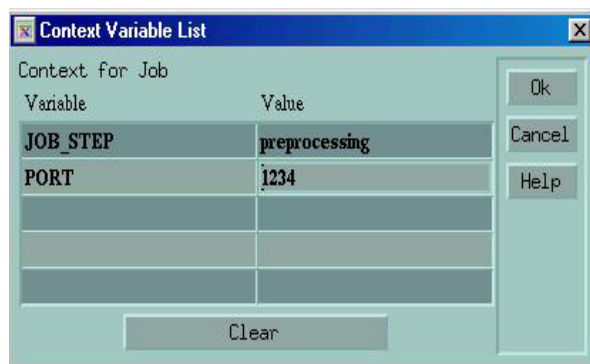 Context Variable List
Context for Job
Variable Value
JOB_STEP preprocessing
PORT 1234
Ok
Cancel
Help
Clear